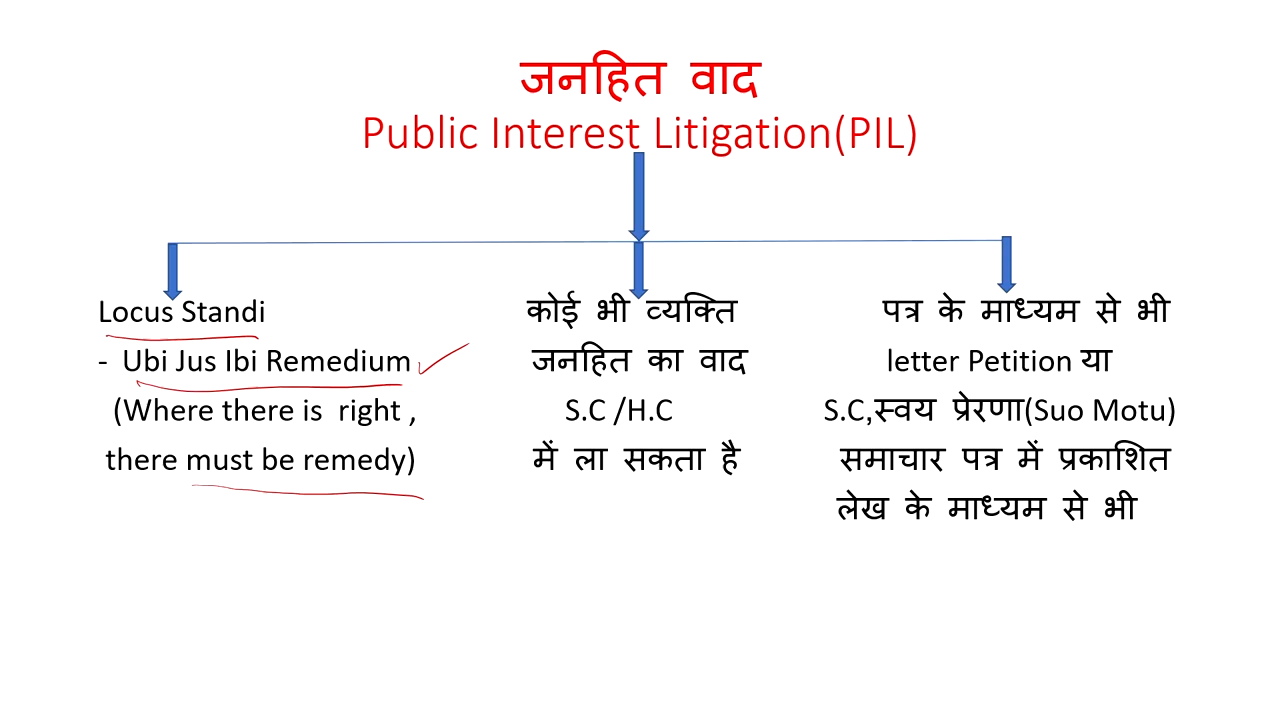 जनहित वाद
Public Interest Litigation(PIL)
Locus Standi
- Ubi Jus Ibi Remedium
(Where there is right ,
there must be remedy)
कोई भी व्यक्ति
जनहित का वाद
S.C /H.C
में ला सकता है
पत्र के माध्यम से भी
letter Petition या
S.C,स्वय प्रेरणा(Suo Motu)
समाचार पत्र में प्रकाशित
लेख के माध्यम से भी